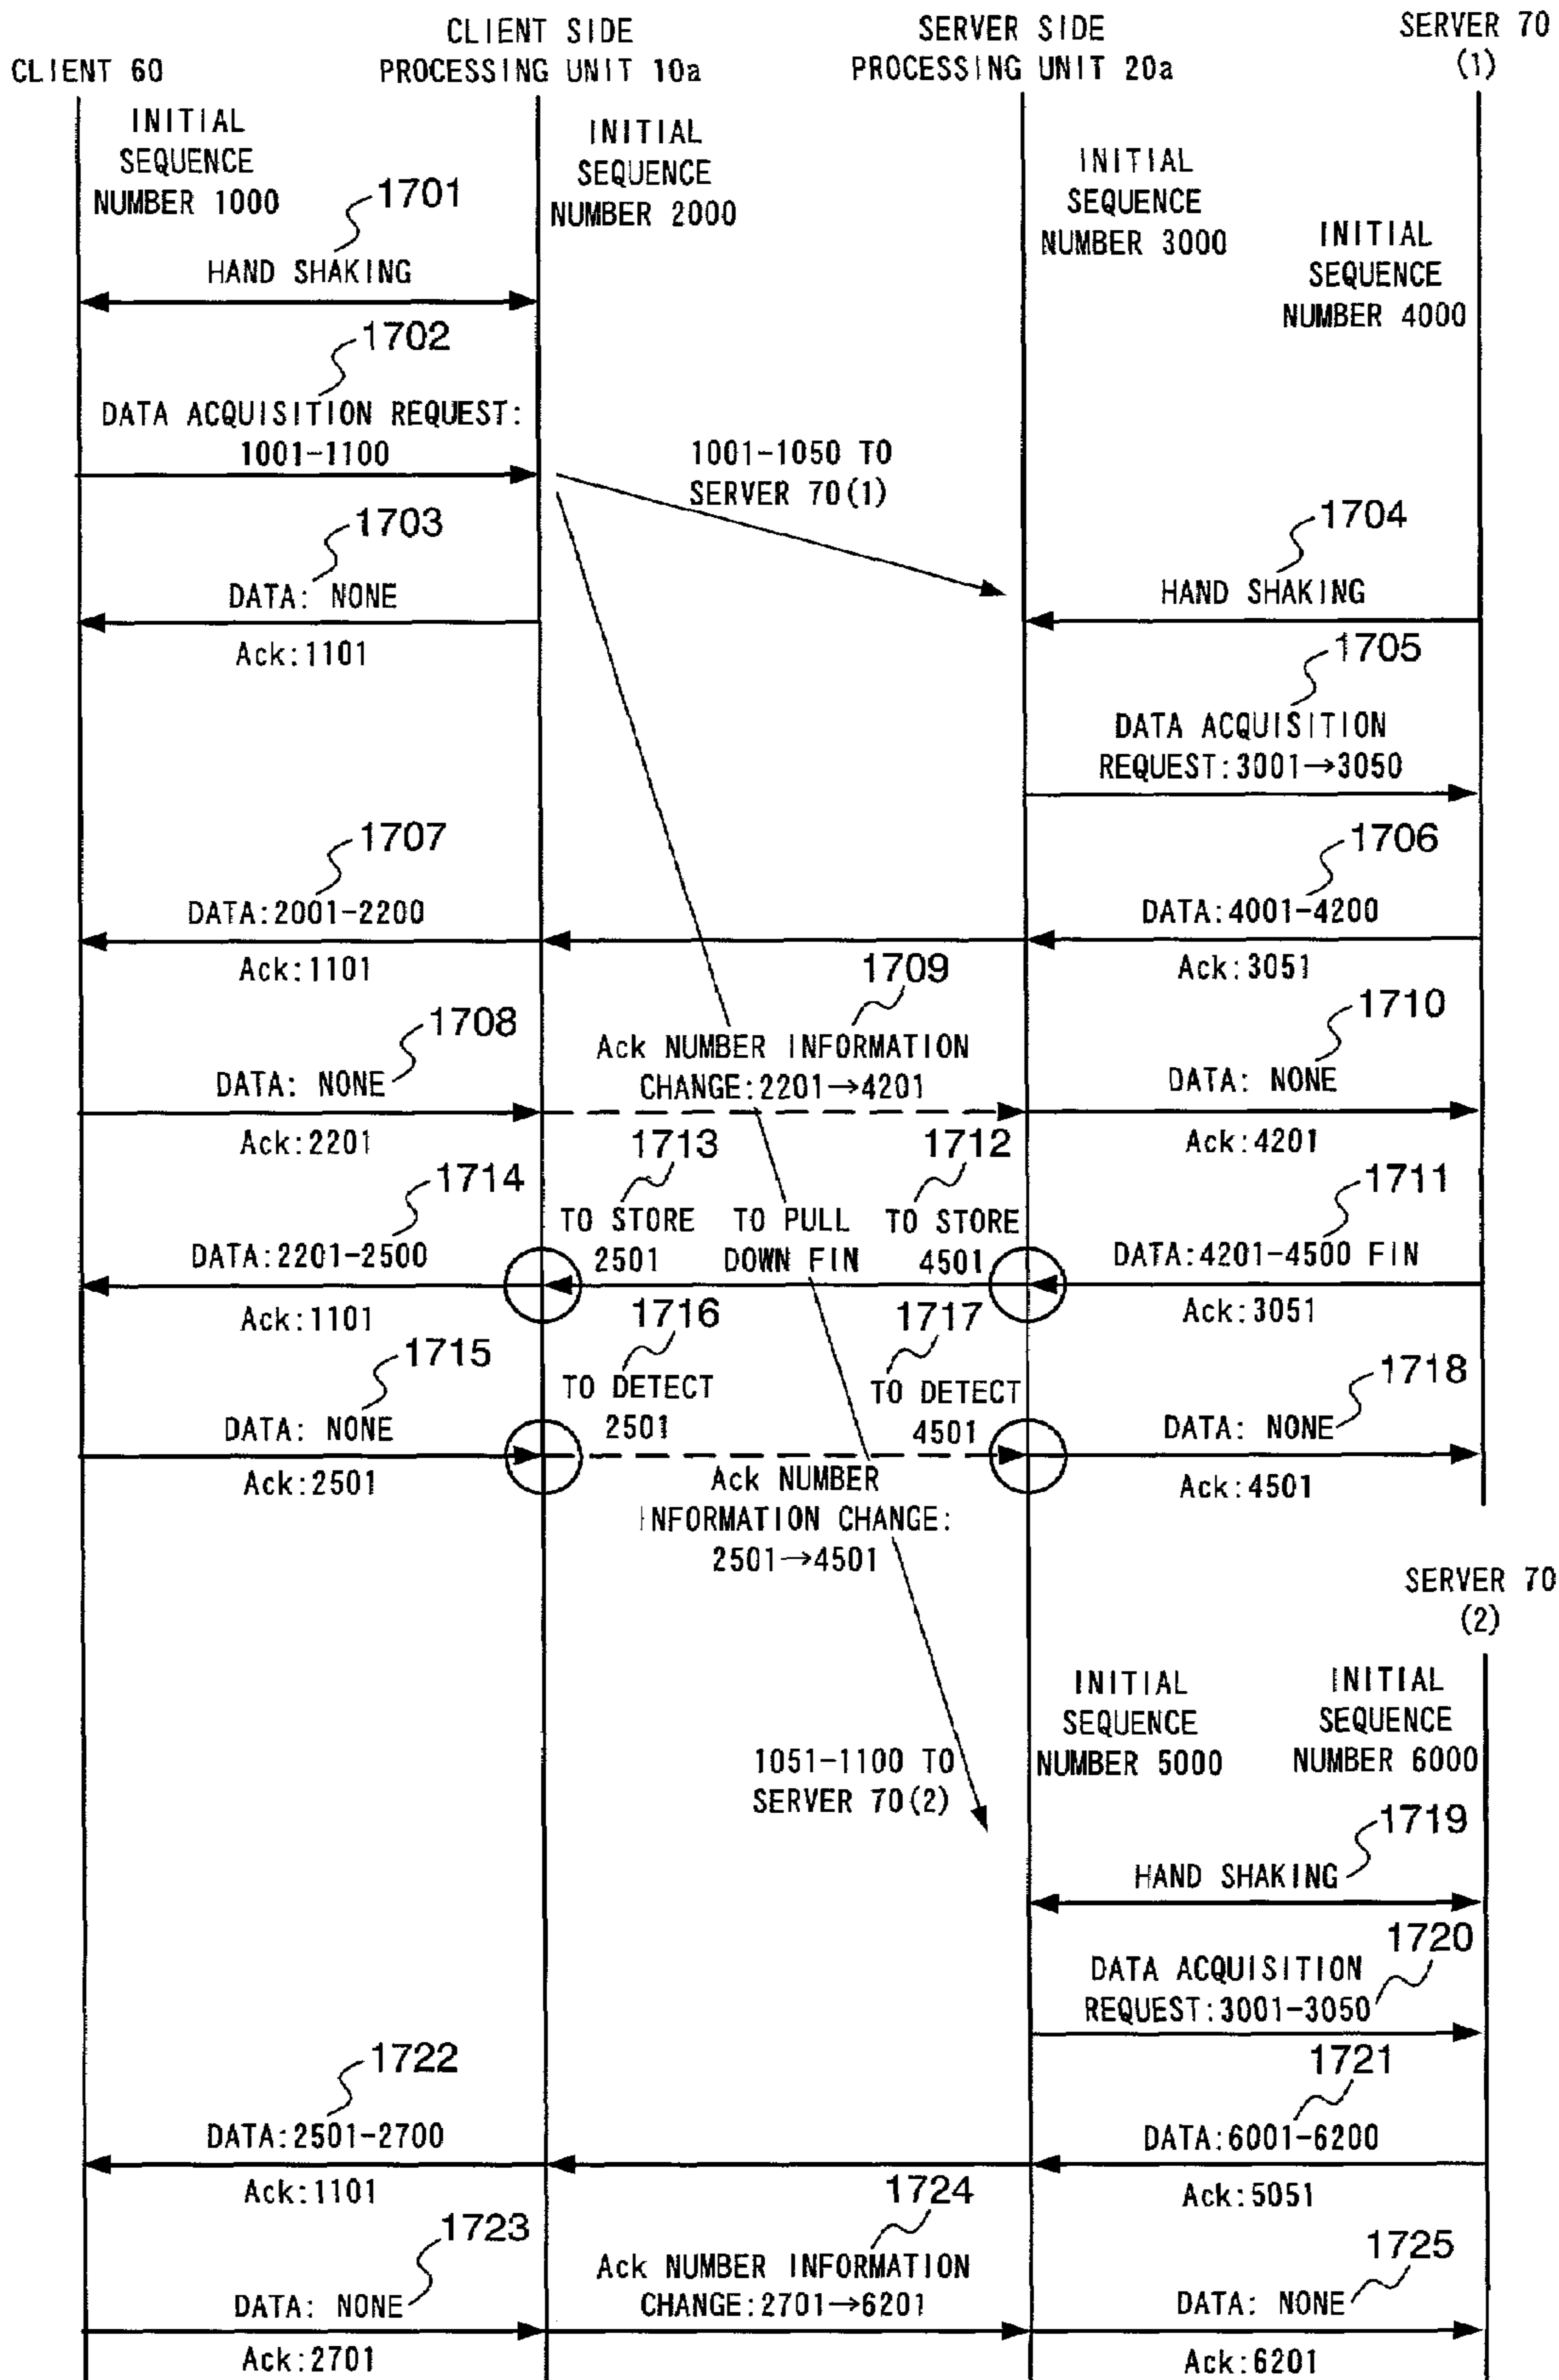 CLIENT 60
CLIENT SIDE
PROCESSING UNIT 10a
SERVER SIDE
PROCESSING UNIT 20a
SERVER 70
(1)
INITIAL
SEQUENCE
NUMBER 1000
INITIAL
SEQUENCE
NUMBER 2000
INITIAL
SEQUENCE
NUMBER 3000
INITIAL
SEQUENCE
NUMBER 4000
1701
HAND SHAKING
1702
DATA ACQUISITION REQUEST:
1001-1100
1001-1050 TO
SERVER 70(1)
1703
DATA: NONE
Ack:1101
1704
HAND SHAKING
1705
DATA ACQUISITION
REQUEST:3001→3050
1707
DATA:2001-2200
Ack:1101
1706
DATA:4001-4200
Ack:3051
1708
DATA: NONE
Ack:2201
1709
Ack NUMBER INFORMATION
CHANGE:2201→4201
1710
DATA: NONE
Ack:4201
1714
DATA:2201-2500
Ack:1101
1713
TO STORE
2501
TO PULL
DOWN FIN
1712
TO STORE
4501
1711
DATA:4201-4500 FIN
Ack:3051
1715
DATA: NONE
Ack:2501
1716
TO DETECT
2501
1717
TO DETECT
4501
Ack NUMBER
INFORMATION CHANGE:
2501→4501
1718
DATA: NONE
Ack:4501
SERVER 70
(2)
INITIAL
SEQUENCE
NUMBER 5000
INITIAL
SEQUENCE
NUMBER 6000
1051-1100 TO
SERVER 70(2)
1719
HAND SHAKING
1720
DATA ACQUISITION
REQUEST:3001-3050
1722
DATA:2501-2700
Ack:1101
1721
DATA:6001-6200
Ack:5051
1723
DATA: NONE
Ack:2701
1724
Ack NUMBER INFORMATION
CHANGE:2701→6201
1725
DATA: NONE
Ack:6201